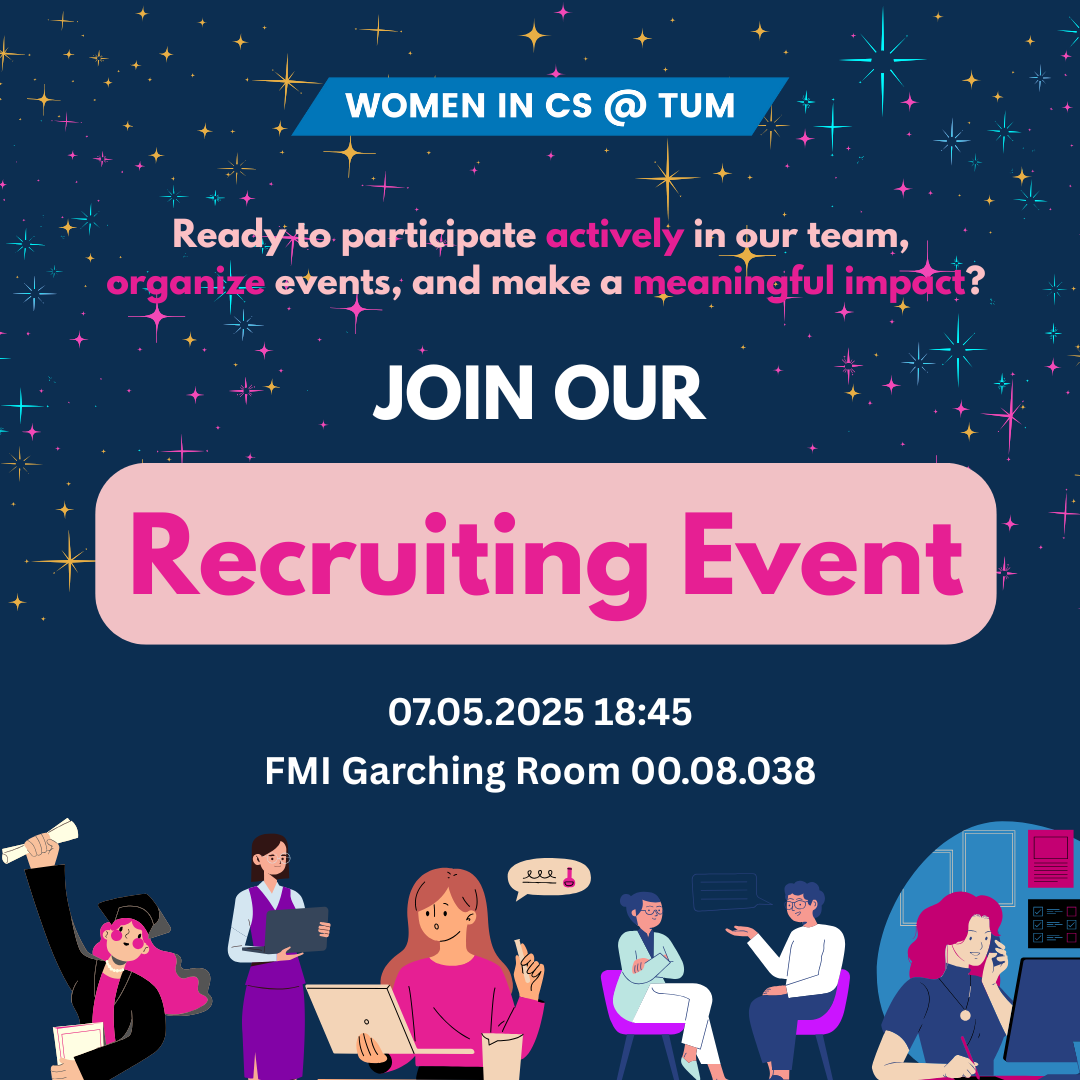 WOMEN IN CS @ TUM
Ready to participate actively in our team,
organize events, and make a meaningful impact?
JOIN OUR
Recruiting Event
07.05.2025 18:45
FMI Garching Room 00.08.038